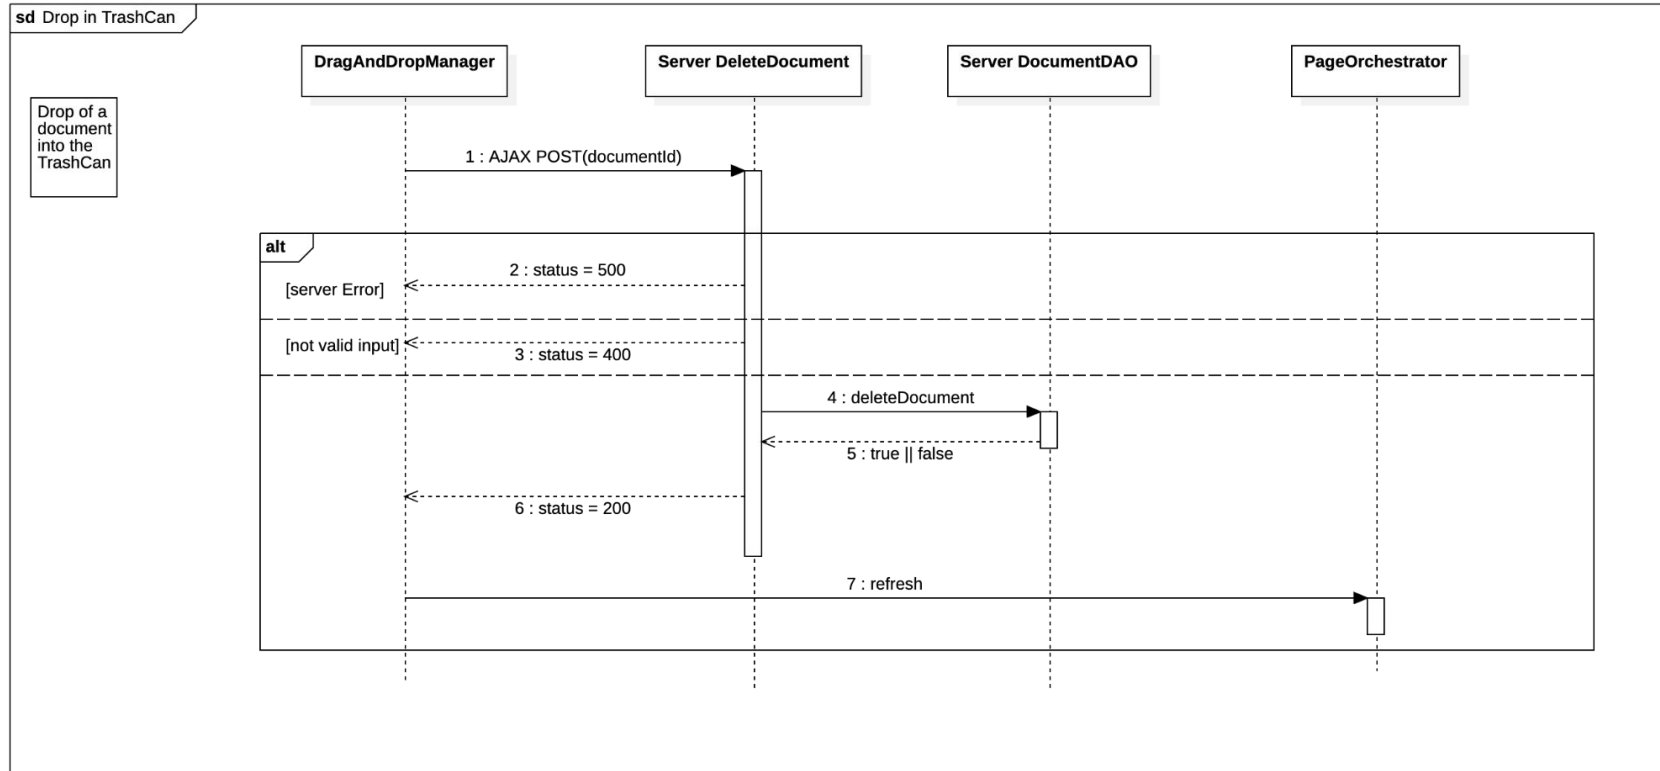 sd Drop in TrashCan
DragAndDropManager
Server DeleteDocument
Server DocumentDAO
PageOrchestrator
Drop of a
document
into the
TrashCan
1 : AJAX POST(documentId)
alt
2 : status = 500
[server Error]
[not valid input]
3 : status = 400
4 : deleteDocument
5 : true || false
6 : status = 200
7 : refresh